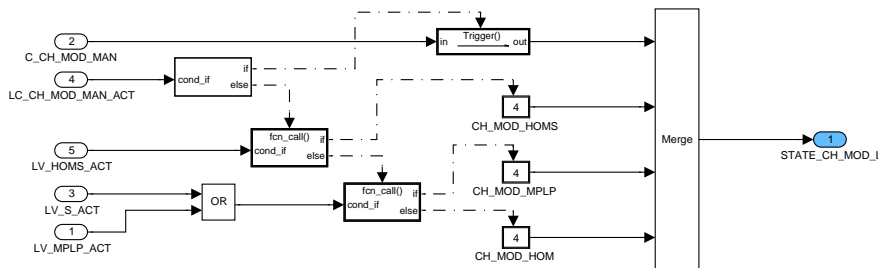 Trigger()
in
out
2
C_CH_MOD_MAN
4
LC_CH_MOD_MAN_ACT
cond_if
if
else
4
CH_MOD_HOMS
fcn_call()
cond_if
if
else
5
LV_HOMS_ACT
Merge
1
STATE_CH_MOD_L
4
CH_MOD_MPLP
fcn_call()
cond_if
if
else
3
LV_S_ACT
OR
1
LV_MPLP_ACT
4
CH_MOD_HOM